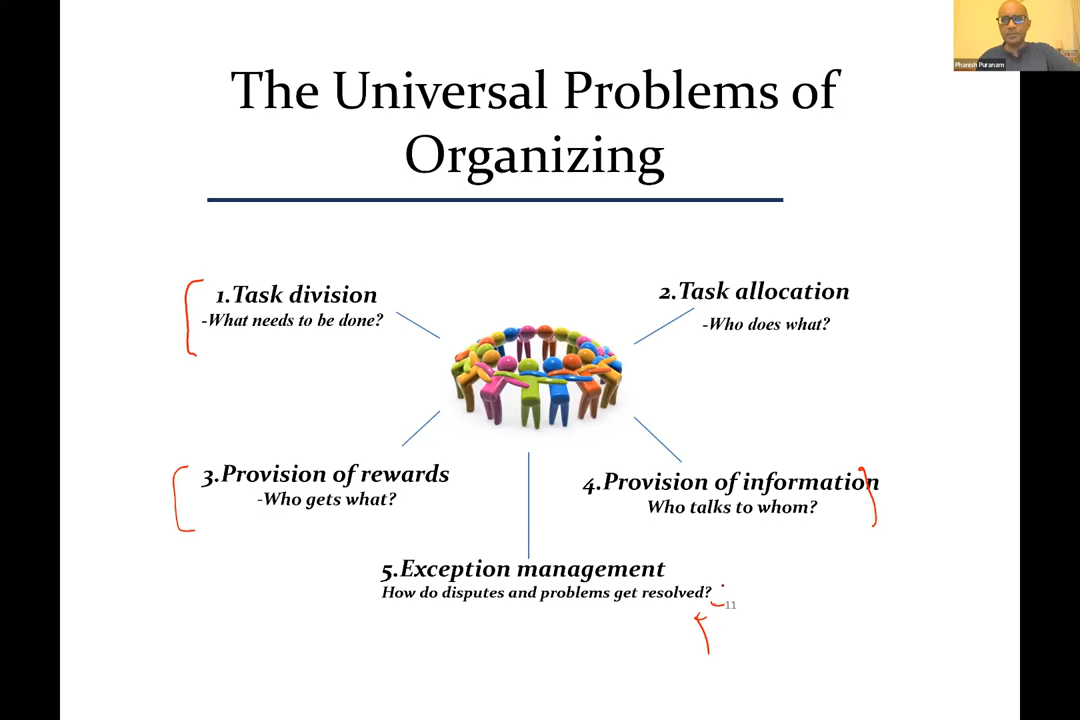 Phanish Puranam
The Universal Problems of
Organizing
1.Task division
-What needs to be done?
2.Task allocation
-Who does what?
3.Provision of rewards
-Who gets what?
4.Provision of information
Who talks to whom?
5.Exception management
How do disputes and problems get resolved?
11